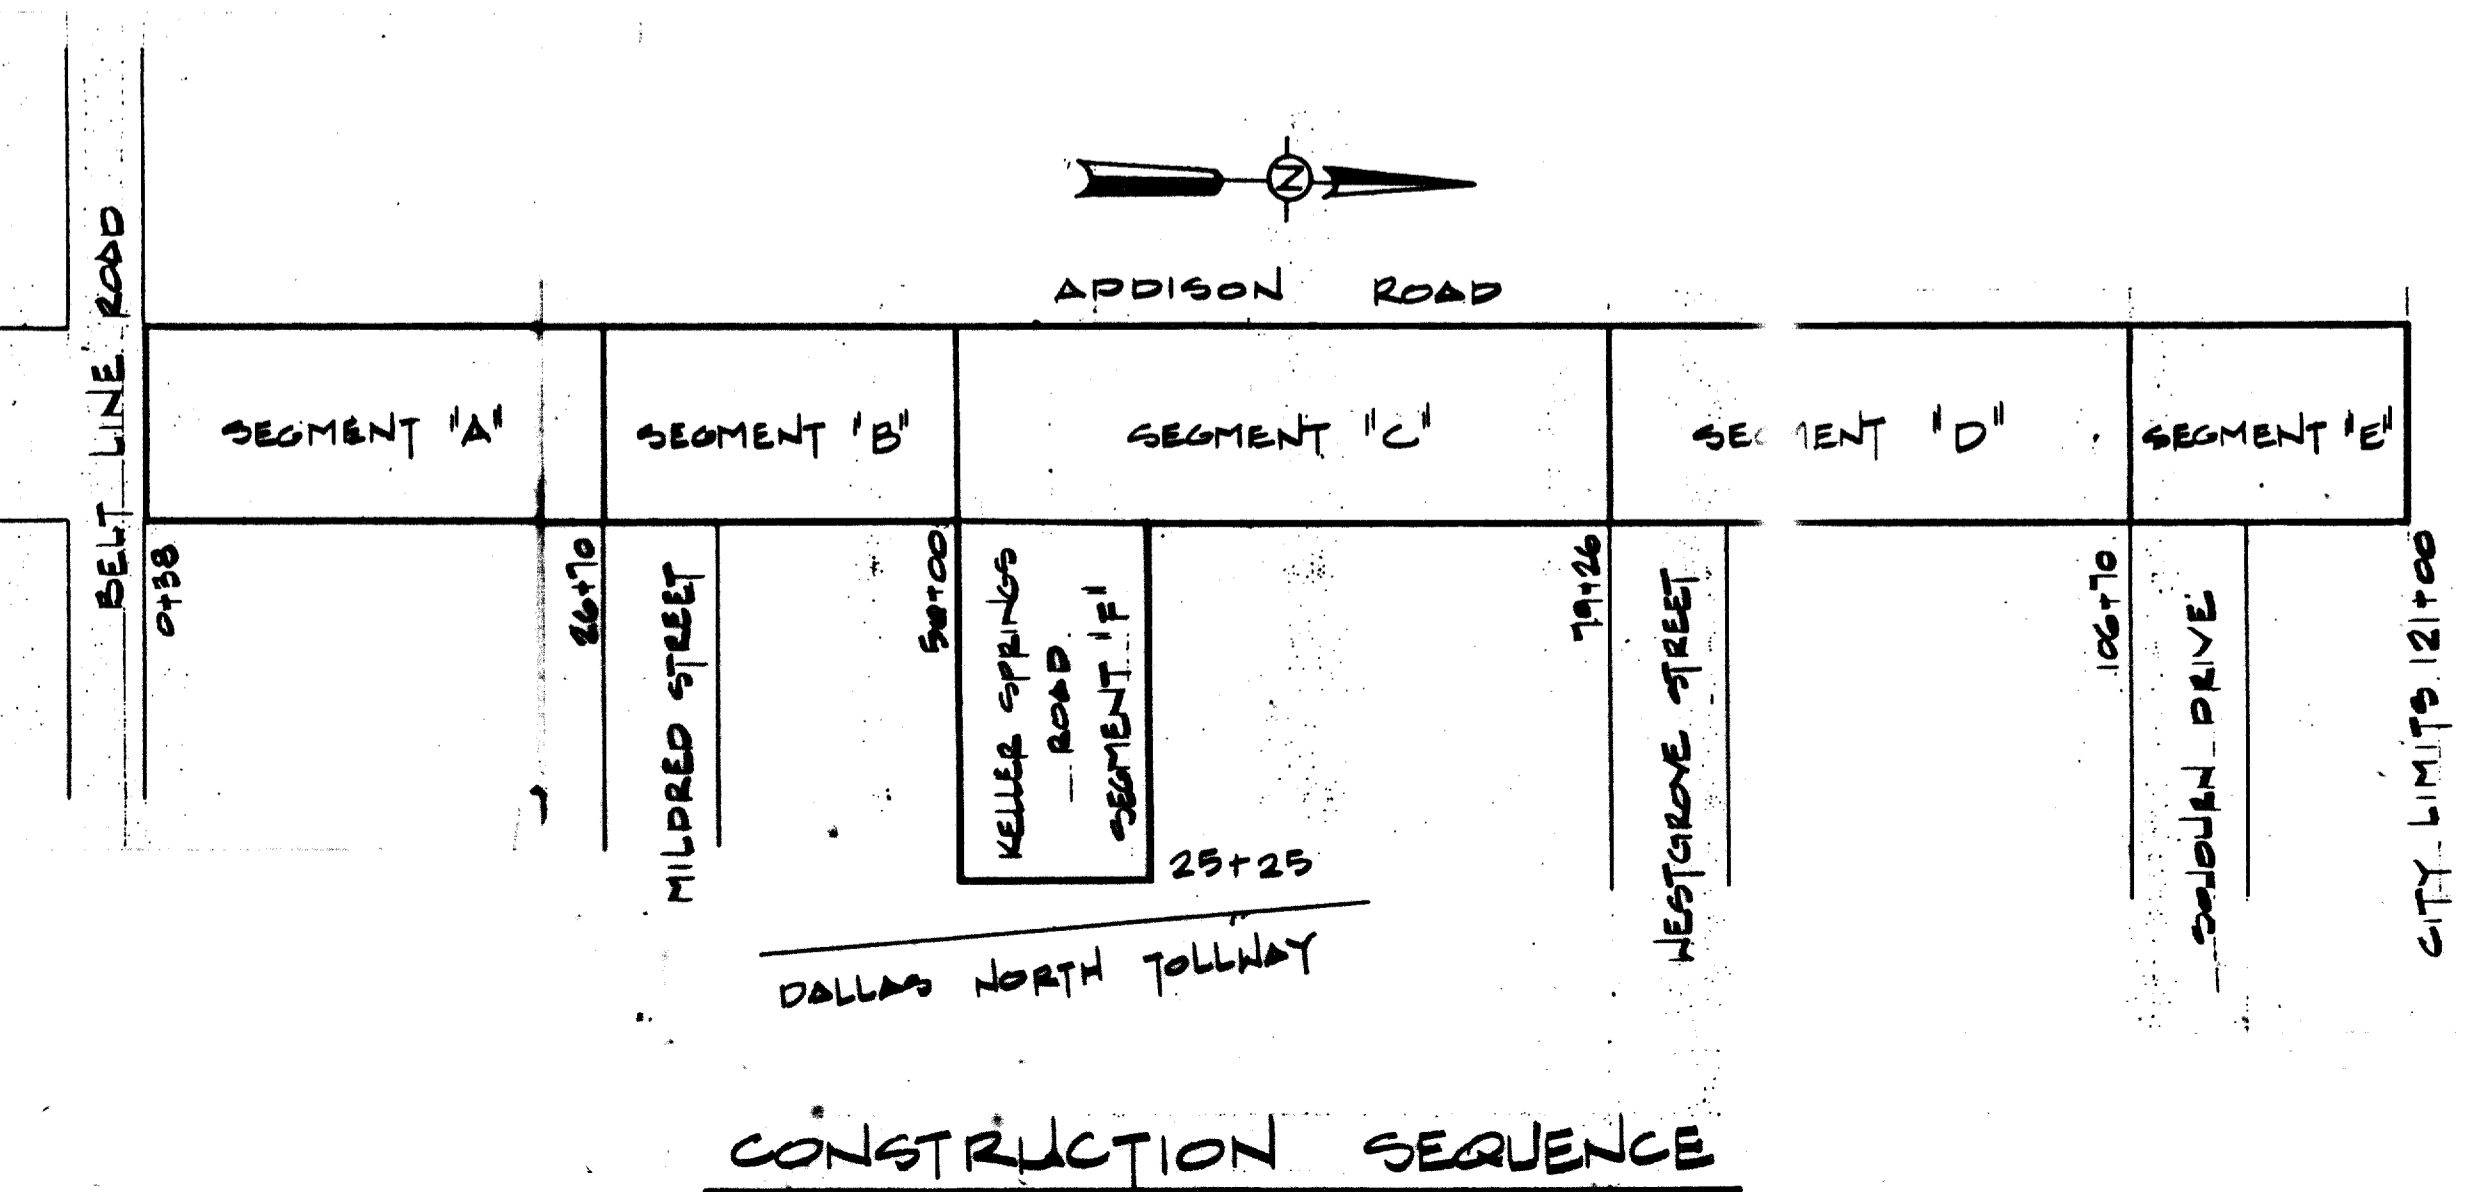 N
ADDISON ROAD
BELT LINE ROAD
SEGMENT "A"
SEGMENT "B"
SEGMENT "C"
SEGMENT "D"
SEGMENT "E"
0+38
26+70
MILDRED STREET
KELLER SPRINGS
ROAD
SEGMENT "F"
25+25
79+26
WESTGROVE STREET
106+70
SOJOURN DRIVE
CITY LIMITS 121+00
DALLAS NORTH TOLLWAY
CONSTRUCTION SEQUENCE